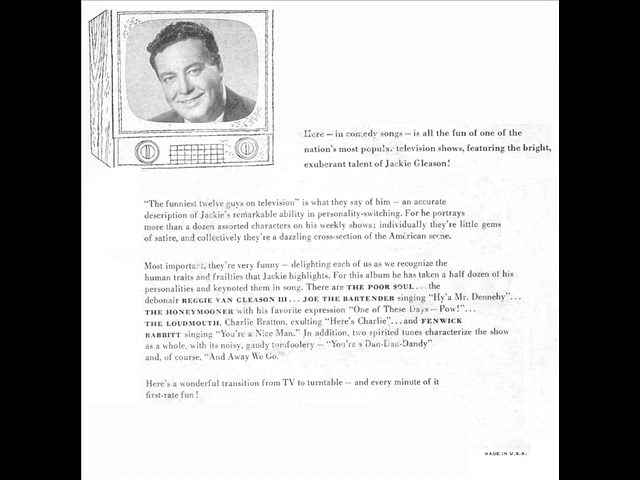 Here — in comedy songs — is all the fun of one of the
nation's most popular television shows, featuring the bright,
exuberant talent of Jackie Gleason!
"The funniest twelve guys on television" is what they say of him — an accurate
description of Jackie's remarkable ability in personality-switching. For he portrays
more than a dozen assorted characters on his weekly shows; individually they're little gems
of satire, and collectively they're a dazzling cross-section of the American scene.
Most important, they're very funny — delighting each of us as we recognize the
human traits and frailties that Jackie highlights. For this album he has taken a half dozen of his
personalities and keynoted them in song. There are THE POOR SOUL... the
debonair REGGIE VAN GLEASON III... JOE THE BARTENDER singing "Hy'a Mr. Dennehy"...
THE HONEYMOONER with his favorite expression "One of These Days — Pow!"...
THE LOUDMOUTH, Charlie Bratton, exulting "Here's Charlie"... and FENWICK
BABBITT singing "You're a Nice Man." In addition, two spirited tunes characterize the show
as a whole, with its noisy, gaudy tomfoolery — "You're a Dan-Dan-Dandy"
and, of course, "And Away We Go."
Here's a wonderful transition from TV to turntable — and every minute of it
first-rate fun!
MADE IN U.S.A.